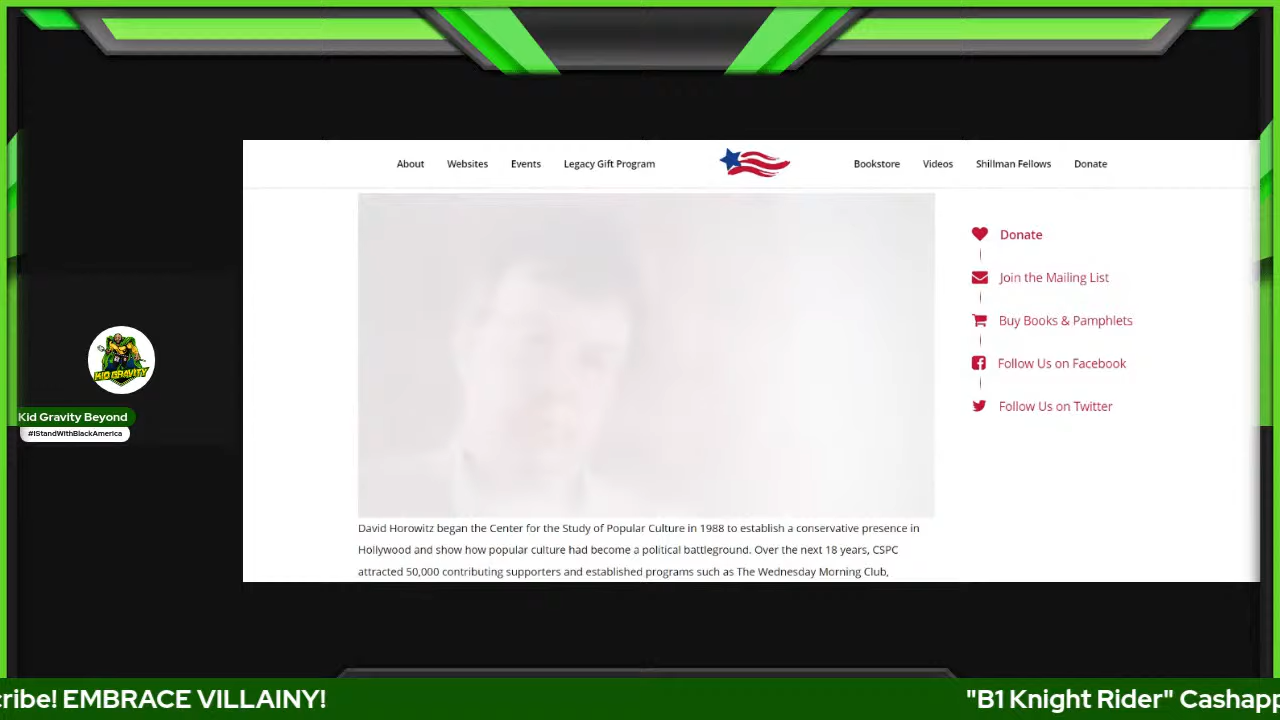 About Websites Events Legacy Gift Program Bookstore Videos Shillman Fellows Donate
Donate
Join the Mailing List
Buy Books & Pamphlets
Follow Us on Facebook
Follow Us on Twitter
KID GRAVITY
Kid Gravity Beyond
#IStandWithBlackAmerica
David Horowitz began the Center for the Study of Popular Culture in 1988 to establish a conservative presence in
Hollywood and show how popular culture had become a political battleground. Over the next 18 years, CSPC
attracted 50,000 contributing supporters and established programs such as The Wednesday Morning Club,
cribe! EMBRACE VILLAINY! "B1 Knight Rider" Cashapp